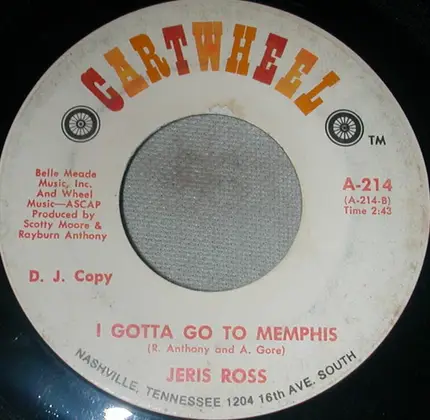 CARTWHEEL
TM
Belle Meade
Music, Inc.
And Wheel
Music—ASCAP
Produced by
Scotty Moore &
Rayburn Anthony
A-214
(A-214-B)
Time 2:43
D. J. Copy
I GOTTA GO TO MEMPHIS
(R. Anthony and A. Gore)
JERIS ROSS
NASHVILLE, TENNESSEE 1204 16th AVE. SOUTH